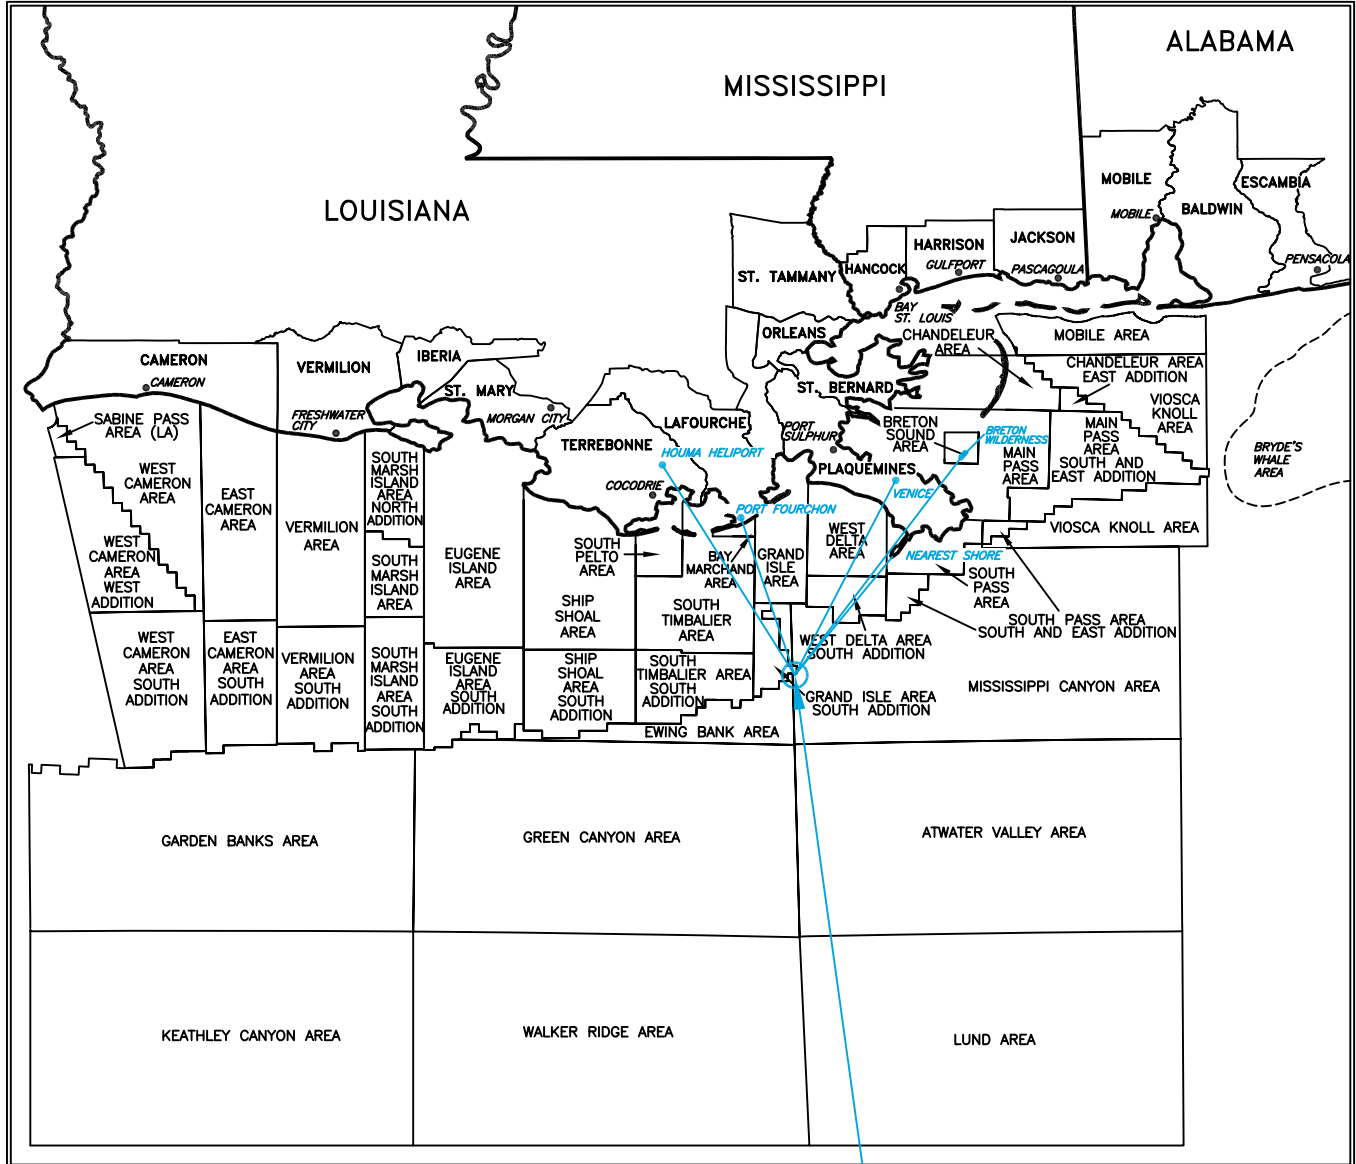 ALABAMA
MISSISSIPPI
LOUISIANA
MOBILE
ESCAMBIA
BALDWIN
MOBILE
PENSACOLA
JACKSON
HARRISON
HANCOCK
GULFPORT
PASCAGOULA
ST. TAMMANY
BAY
ST. LOUIS
ORLEANS
CHANDELEUR
AREA
MOBILE AREA
CHANDELEUR AREA
EAST ADDITION
VIOSCA
KNOLL
AREA
CAMERON
CAMERON
VERMILION
IBERIA
ST. MARY
MORGAN CITY
FRESHWATER
CITY
ST. BERNARD
LAFOURCHE
TERREBONNE
HOUMA HELIPORT
COCODRIE
PORT
SULPHUR
PLAQUEMINES
VENICE
PORT FOURCHON
BRETON
SOUND
AREA
BRETON
WILDERNESS
MAIN
PASS
AREA
MAIN
PASS
AREA
SOUTH AND
EAST ADDITION
BRYDE'S
WHALE
AREA
VIOSCA KNOLL AREA
SABINE PASS
AREA (LA)
WEST
CAMERON
AREA
WEST
CAMERON
AREA
WEST
ADDITION
EAST
CAMERON
AREA
VERMILION
AREA
SOUTH
MARSH
ISLAND
AREA
NORTH
ADDITION
SOUTH
MARSH
ISLAND
AREA
EUGENE
ISLAND
AREA
SOUTH
PELTO
AREA
SHIP
SHOAL
AREA
BAY
MARCHAND
AREA
SOUTH
TIMBALIER
AREA
GRAND
ISLE
AREA
WEST
DELTA
AREA
NEAREST SHORE
SOUTH
PASS
AREA
SOUTH PASS AREA
SOUTH AND EAST ADDITION
WEST DELTA AREA
SOUTH ADDITION
WEST
CAMERON
AREA
SOUTH
ADDITION
EAST
CAMERON
AREA
SOUTH
ADDITION
VERMILION
AREA
SOUTH
ADDITION
SOUTH
MARSH
ISLAND
AREA
SOUTH
ADDITION
EUGENE
ISLAND
AREA
SOUTH
ADDITION
SHIP
SHOAL
AREA
SOUTH
ADDITION
SOUTH
TIMBALIER AREA
SOUTH
ADDITION
GRAND ISLE AREA
SOUTH ADDITION
MISSISSIPPI CANYON AREA
EWING BANK AREA
GARDEN BANKS AREA
GREEN CANYON AREA
ATWATER VALLEY AREA
KEATHLEY CANYON AREA
WALKER RIDGE AREA
LUND AREA